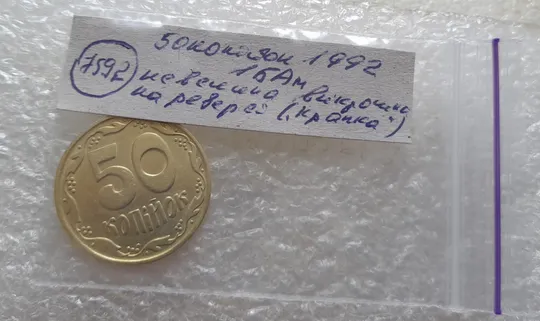 50 копійок 1992
7592
1БАм
невелика викрошка
на реверсі ("крапка")
50
КОПІЙОК